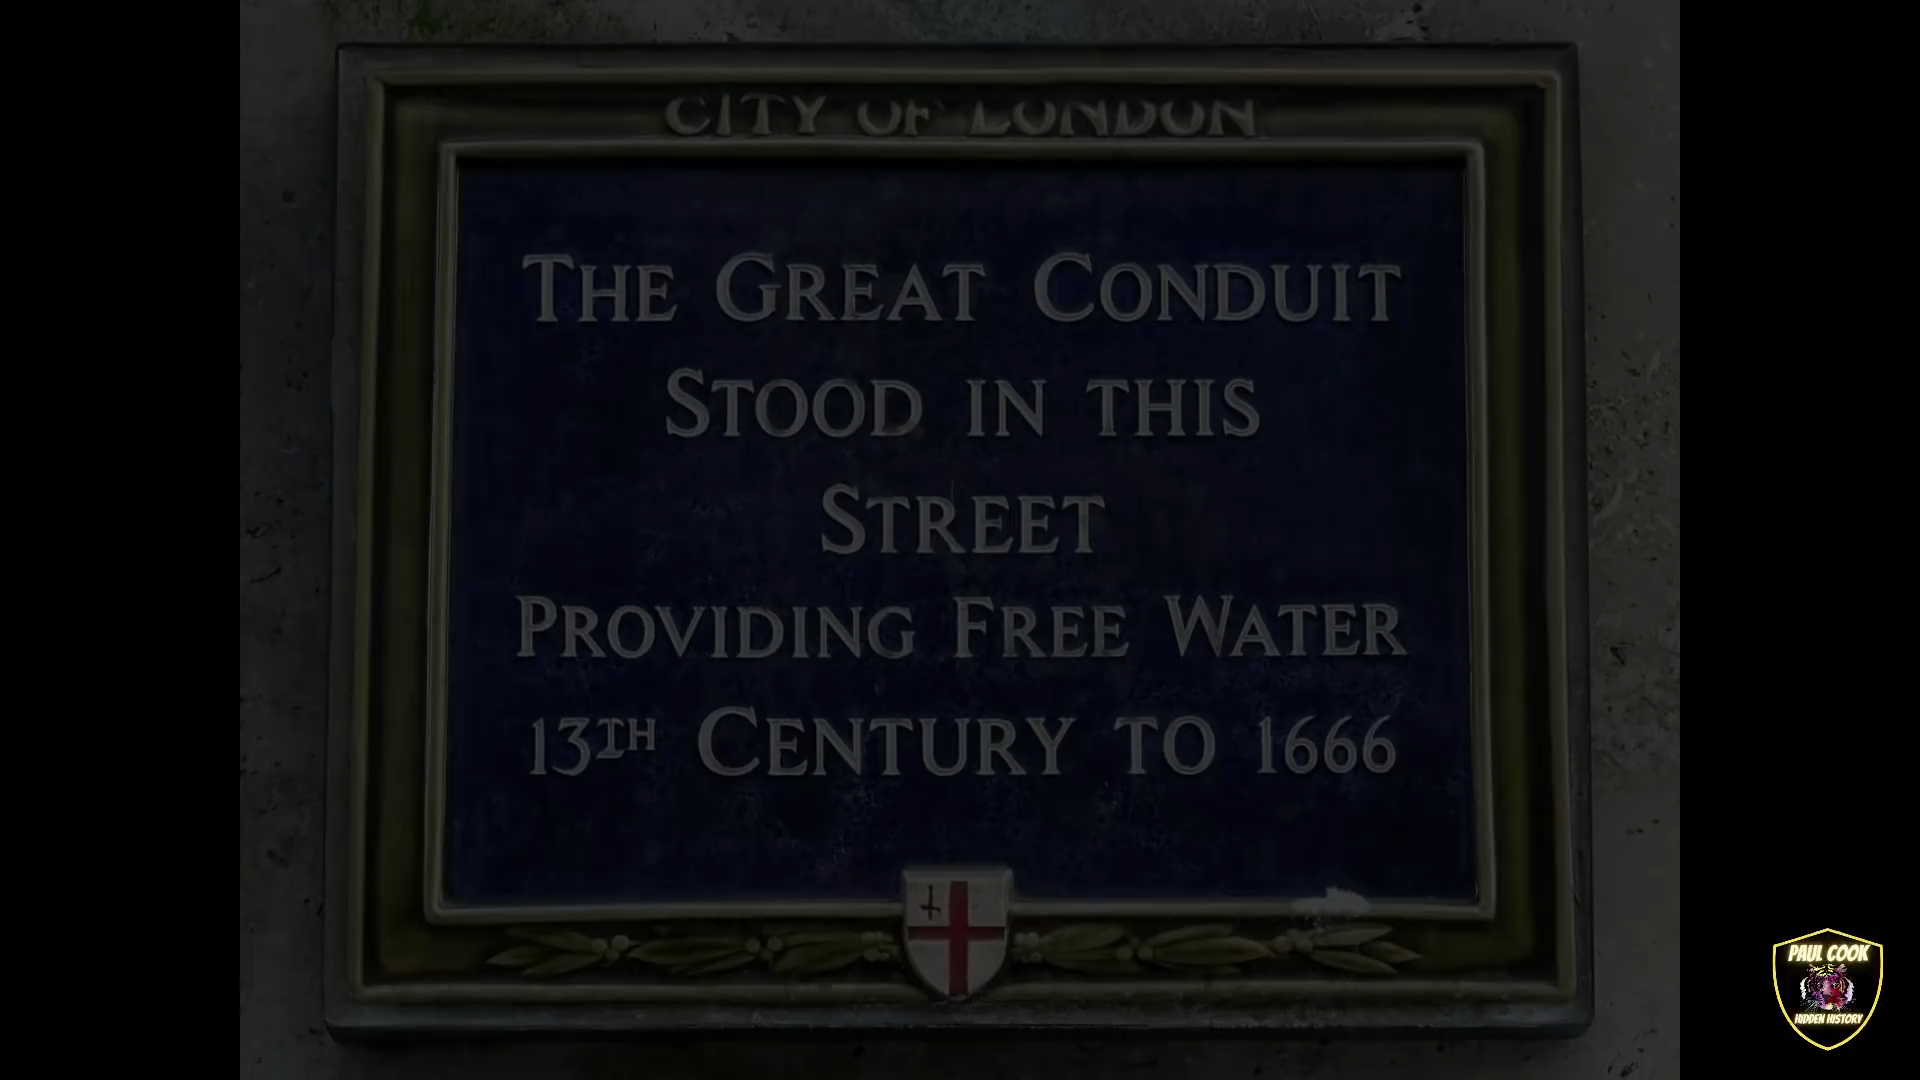 CITY OF LONDON
THE GREAT CONDUIT
STOOD IN THIS
STREET
PROVIDING FREE WATER
13TH CENTURY TO 1666
PAUL COOK
HIDDEN HISTORY